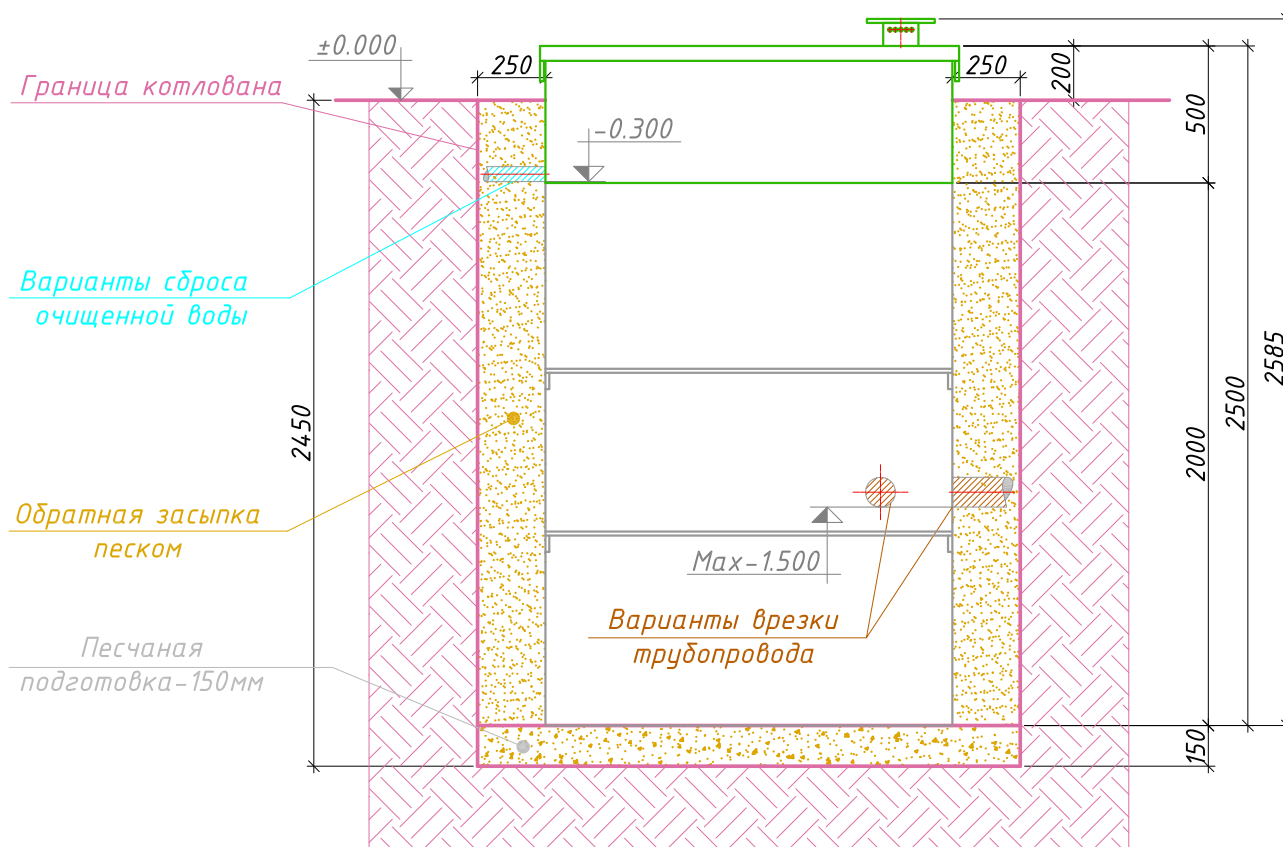 ±0.000
Граница котлована
250
250
200
500
-0.300
Варианты сброса
очищенной воды
2450
2585
2500
2000
Обратная засыпка
песком
Max-1.500
Варианты врезки
трубопровода
Песчаная
подготовка-150мм
150